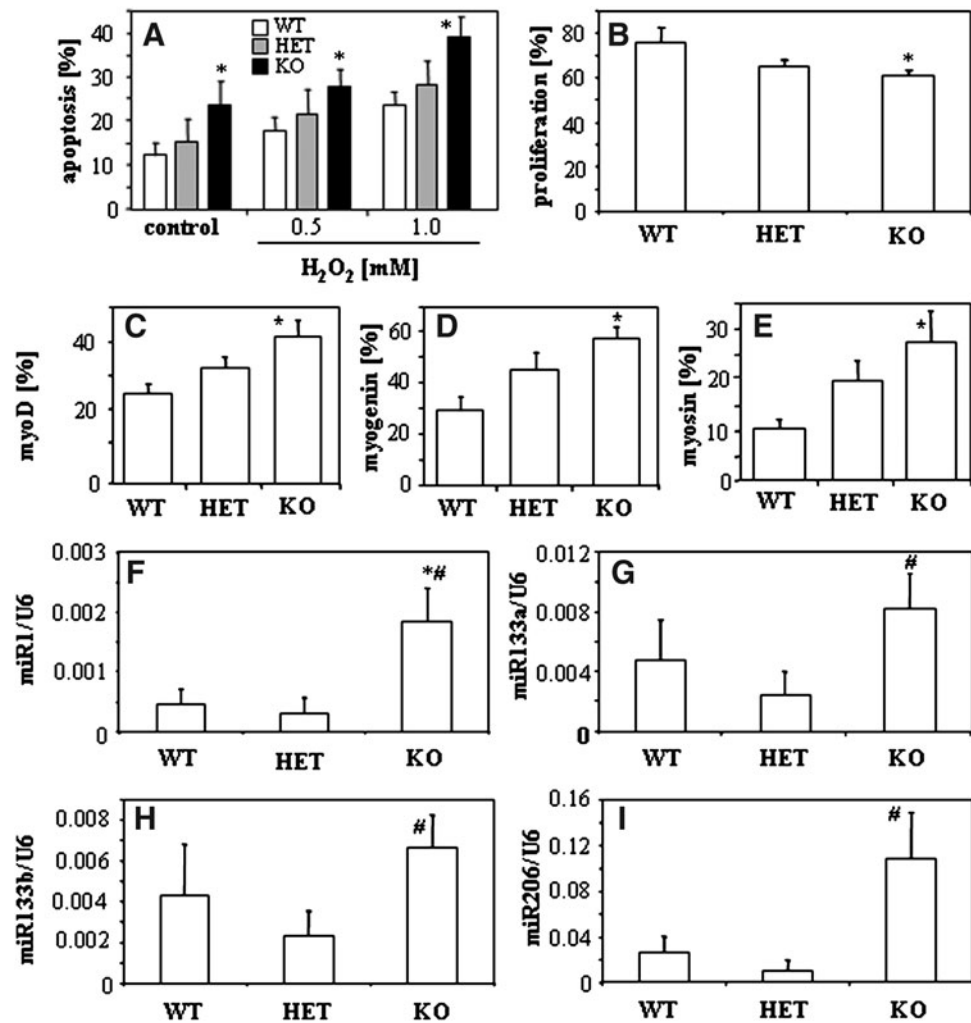 A
apoptosis [%]
50
40
30
20
10
0
WT
HET
KO
*
*
*
control
0.5
1.0
H₂O₂ [mM]
B
proliferation [%]
80
60
40
20
0
*
WT
HET
KO
C
myoD [%]
40
20
0
*
WT
HET
KO
D
myogenin [%]
60
40
20
0
*
WT
HET
KO
E
myosin [%]
30
20
10
0
*
WT
HET
KO
F
miR1/U6
0.003
0.002
0.001
0
*#
WT
HET
KO
G
miR133a/U6
0.012
0.008
0.004
0
#
WT
HET
KO
H
miR133b/U6
0.008
0.006
0.004
0.002
0
#
WT
HET
KO
I
miR206/U6
0.16
0.12
0.08
0.04
0
#
WT
HET
KO